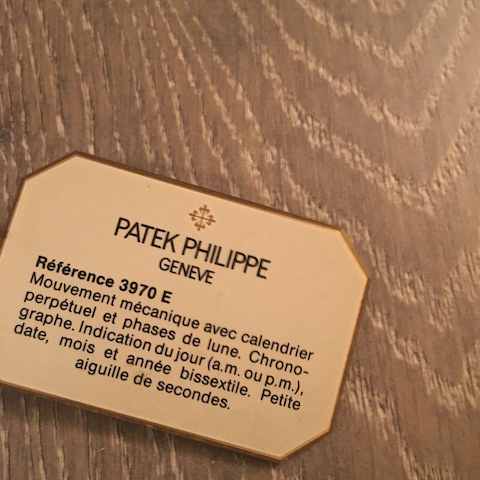 PATEK PHILIPPE
GENEVE
Référence 3970 E
Mouvement mécanique avec calendrier
perpétuel et phases de lune. Chrono-
graphe. Indication du jour (a.m. ou p.m.),
date, mois et année bissextile. Petite
aiguille de secondes.